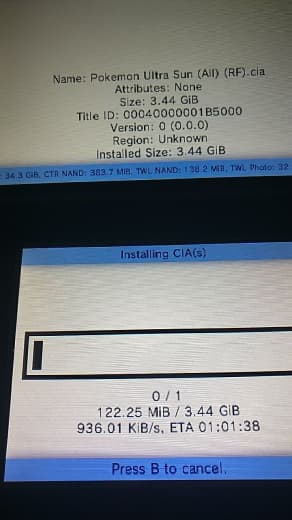 Name: Pokemon Ultra Sun (All) (RF).cia
Attributes: None
Size: 3.44 GiB
Title ID: 00040000001B5000
Version: 0 (0.0.0)
Region: Unknown
Installed Size: 3.44 GiB
: 34.3 GiB, CTR NAND: 383.7 MiB, TWL NAND: 138.2 MiB, TWL Photo: 32
Installing CIA(s)
0 / 1
122.25 MiB / 3.44 GiB
936.01 KiB/s, ETA 01:01:38
Press B to cancel.